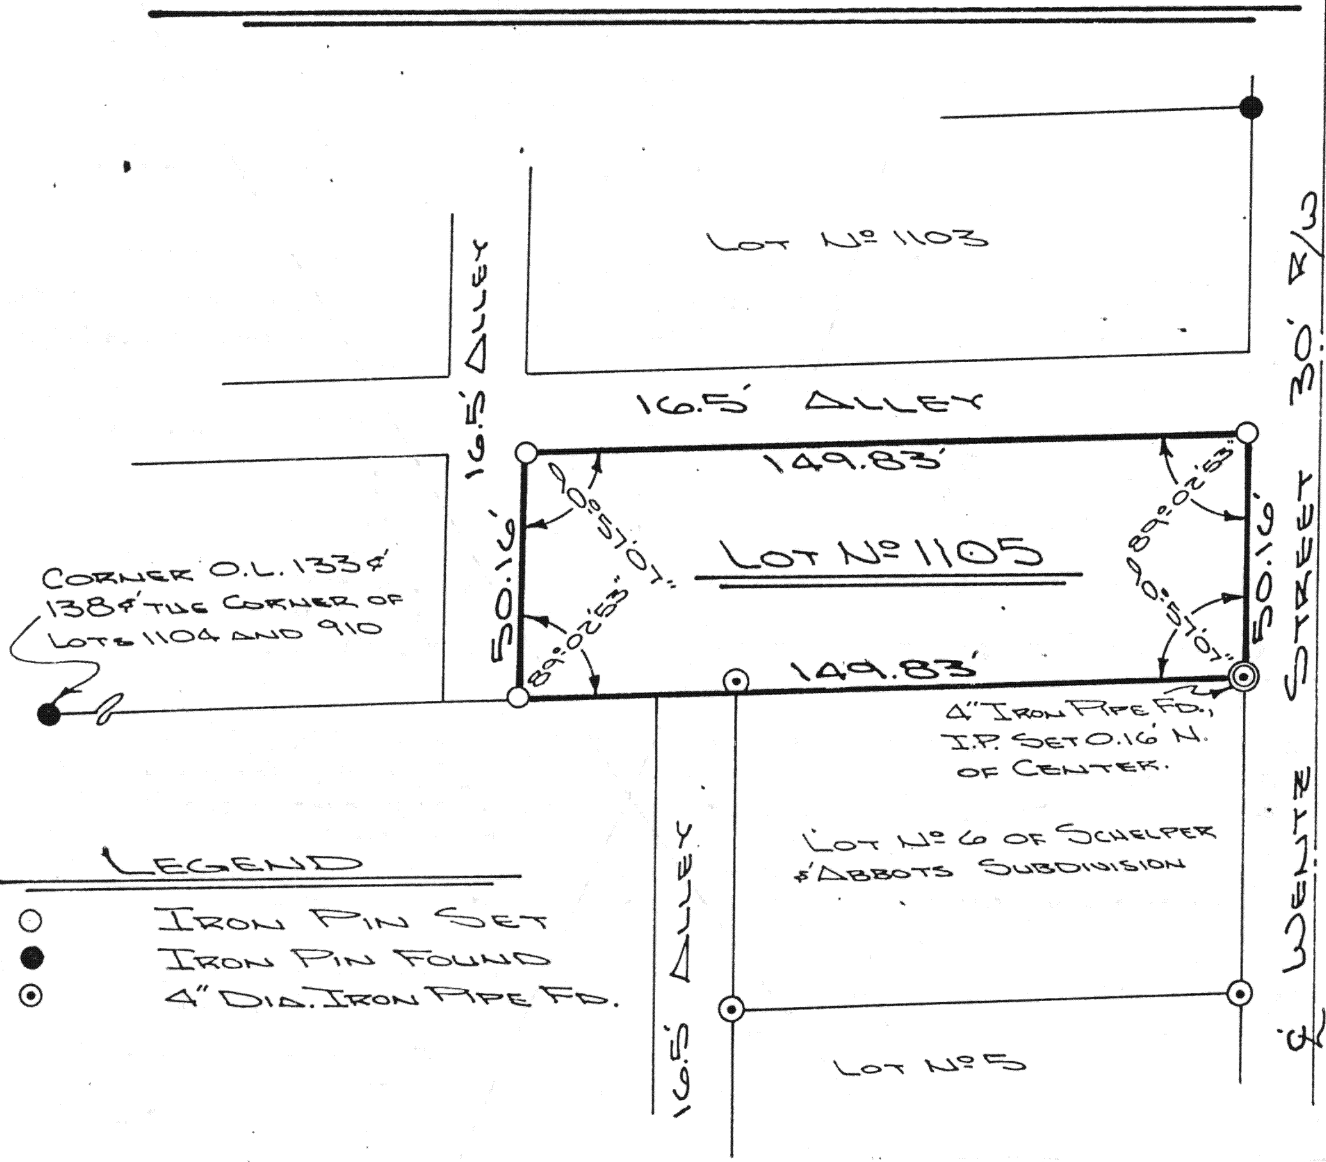 LOT Nº 1103
16.5' ALLEY
16.5' ALLEY
149.83'
90°57'07"
89°02'53"
50.16'
LOT Nº 1105
50.16'
89°02'53"
90°57'07"
149.83'
CORNER O.L. 133 &
138 & THE CORNER OF
LOTS 1104 AND 910
4" IRON PIPE FD.,
I.P. SET 0.16' N.
OF CENTER.
LOT Nº 6 OF SCHELPER
& ABBOTS SUBDIVISION
16.5' ALLEY
LOT Nº 5
℄ WENTZ STREET 30' R/W
LEGEND
IRON PIN SET
IRON PIN FOUND
4" DIA. IRON PIPE FD.